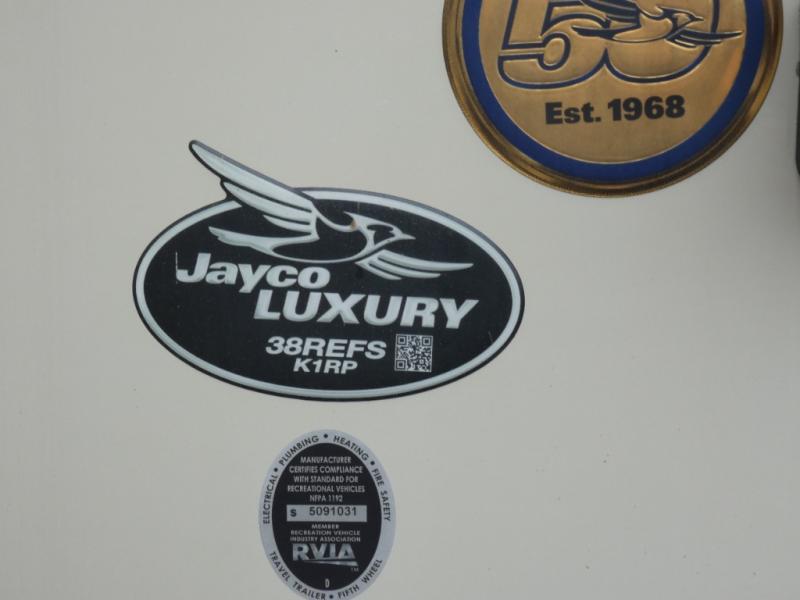 50
Est. 1968
Jayco
LUXURY
38REFS
K1RP
ELECTRICAL • PLUMBING • HEATING • FIRE SAFETY
MANUFACTURER
CERTIFIES COMPLIANCE
WITH STANDARD FOR
RECREATIONAL VEHICLES
NFPA 1192
S 5091031
MEMBER
RECREATION VEHICLE
INDUSTRY ASSOCIATION
RVIA
TM
D
TRAVEL TRAILER • FIFTH WHEEL